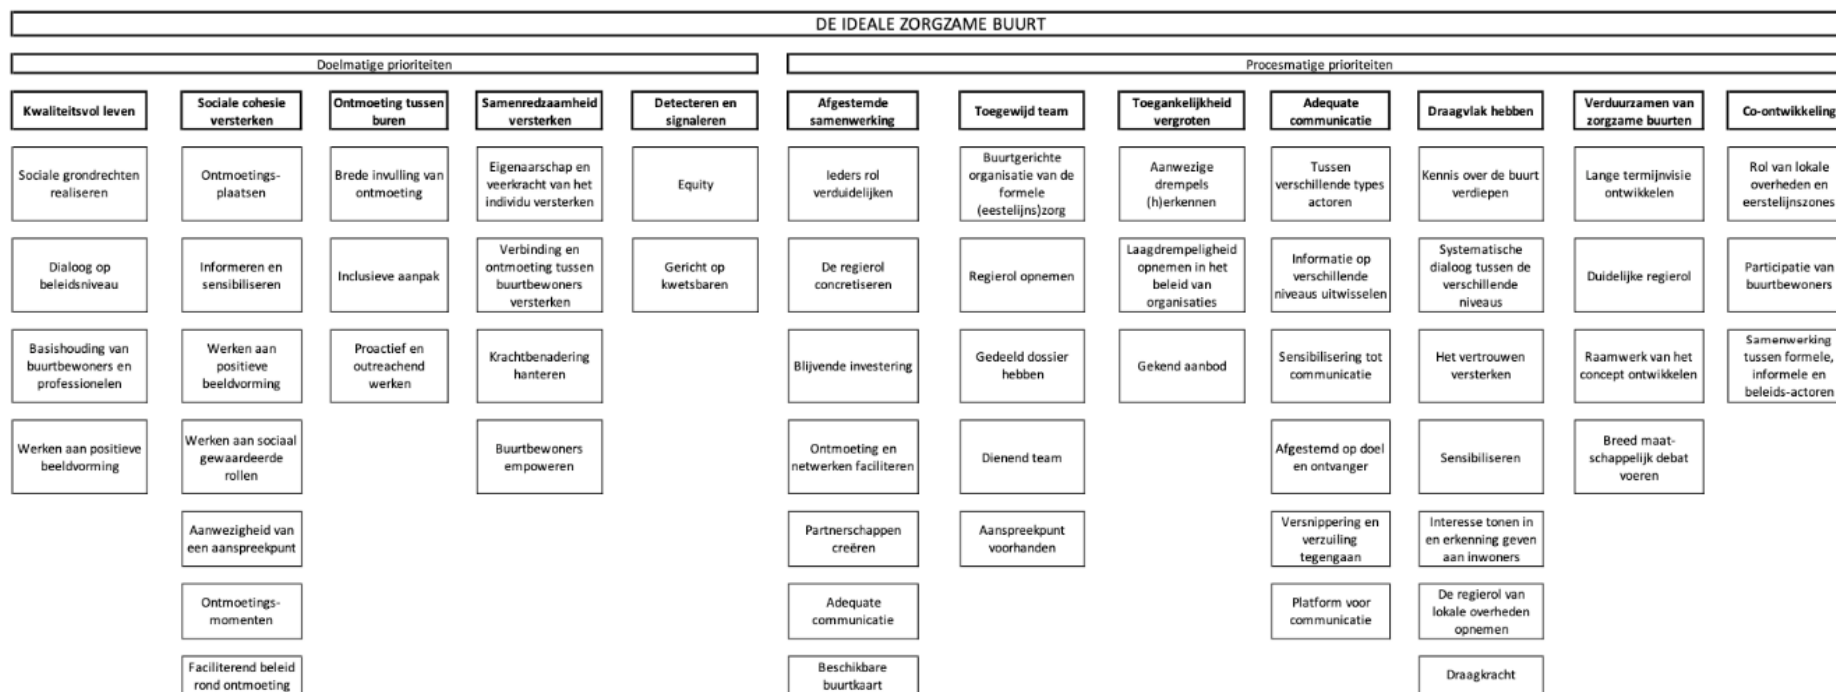 DE IDEALE ZORGZAME BUURT
Doelmatige prioriteiten
Procesmatige prioriteiten
Kwaliteitsvol leven
Sociale grondrechten
realiseren
Dialoog op
beleidsniveau
Basishouding van
buurtbewoners en
professionelen
Werken aan positieve
beeldvorming
Sociale cohesie
versterken
Ontmoetings-
plaatsen
Informeren en
sensibiliseren
Werken aan
positieve
beeldvorming
Werken aan sociaal
gewaardeerde
rollen
Aanwezigheid van
een aanspreekpunt
Ontmoetings-
momenten
Faciliterend beleid
rond ontmoeting
Ontmoeting tussen
buren
Brede invulling van
ontmoeting
Inclusieve aanpak
Proactief en
outreachend
werken
Samenredzaamheid
versterken
Eigenaarschap en
veerkracht van het
individu versterken
Verbinding en
ontmoeting tussen
buurtbewoners
versterken
Krachtbenadering
hanteren
Buurtbewoners
empoweren
Detecteren en
signaleren
Equity
Gericht op
kwetsbaren
Afgestemde
samenwerking
Ieders rol
verduidelijken
De regierol
concretiseren
Blijvende investering
Ontmoeting en
netwerken faciliteren
Partnerschappen
creëren
Adequate
communicatie
Beschikbare
buurtkaart
Toegewijd team
Buurtgerichte
organisatie van de
formele
(eestelijns)zorg
Regierol opnemen
Gedeeld dossier
hebben
Dienend team
Aanspreekpunt
voorhanden
Toegankelijkheid
vergroten
Aanwezige
drempels
(h)erkennen
Laagdrempeligheid
opnemen in het
beleid van
organisaties
Gekend aanbod
Adequate
communicatie
Tussen
verschillende types
actoren
Informatie op
verschillende
niveaus uitwisselen
Sensibilisering tot
communicatie
Afgestemd op doel
en ontvanger
Versnippering en
verzuiling
tegengaan
Platform voor
communicatie
Draagvlak hebben
Kennis over de buurt
verdiepen
Systematische
dialoog tussen de
verschillende
niveaus
Het vertrouwen
versterken
Sensibiliseren
Interesse tonen in
en erkenning geven
aan inwoners
De regierol van
lokale overheden
opnemen
Draagkracht
Verduurzamen van
zorgzame buurten
Lange termijnvisie
ontwikkelen
Duidelijke regierol
Raamwerk van het
concept ontwikkelen
Breed maat-
schappelijk debat
voeren
Co-ontwikkeling
Rol van lokale
overheden en
eerstelijnszones
Participatie van
buurtbewoners
Samenwerking
tussen formele,
informele en
beleids-actoren